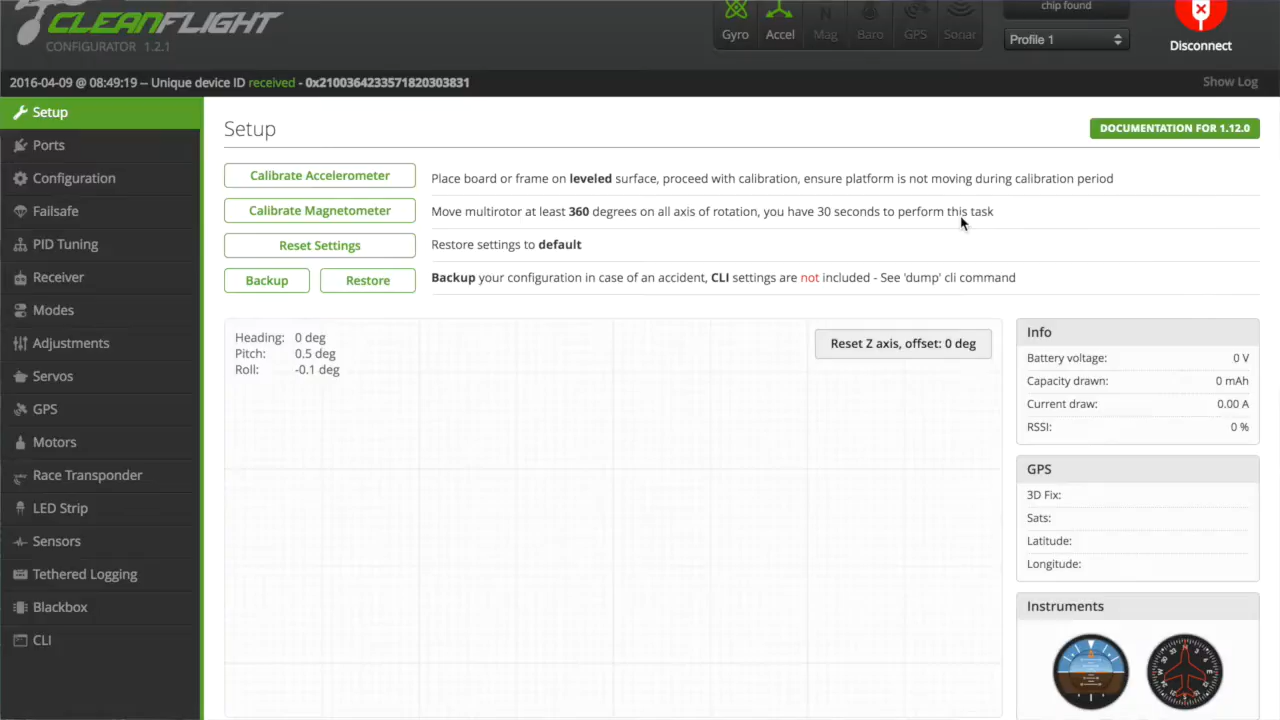 CLEANFLIGHT
CONFIGURATOR 1.2.1
Gyro Accel Mag Baro GPS Sonar
chip found
Profile 1
Disconnect
2016-04-09 @ 08:49:19 -- Unique device ID received - 0x2100364233571820303831
Show Log
Setup
Ports
Configuration
Failsafe
PID Tuning
Receiver
Modes
Adjustments
Servos
GPS
Motors
Race Transponder
LED Strip
Sensors
Tethered Logging
Blackbox
CLI
Setup
DOCUMENTATION FOR 1.12.0
Calibrate Accelerometer
Place board or frame on leveled surface, proceed with calibration, ensure platform is not moving during calibration period
Calibrate Magnetometer
Move multirotor at least 360 degrees on all axis of rotation, you have 30 seconds to perform this task
Reset Settings
Restore settings to default
Backup Restore
Backup your configuration in case of an accident, CLI settings are not included - See 'dump' cli command
Heading: 0 deg
Pitch: 0.5 deg
Roll: -0.1 deg
Reset Z axis, offset: 0 deg
Info
Battery voltage: 0 V
Capacity drawn: 0 mAh
Current draw: 0.00 A
RSSI: 0 %
GPS
3D Fix:
Sats:
Latitude:
Longitude:
Instruments